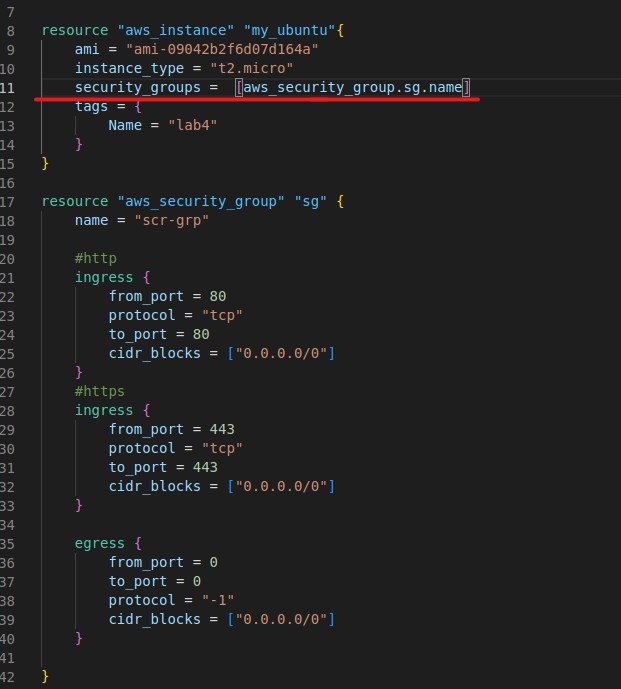 7
8 resource "aws_instance" "my_ubuntu"{
9 ami = "ami-09042b2f6d07d164a"
10 instance_type = "t2.micro"
11 security_groups =  [aws_security_group.sg.name]
12 tags = {
13 Name = "lab4"
14 }
15 }
16
17 resource "aws_security_group" "sg" {
18 name = "scr-grp"
19
20 #http
21 ingress {
22 from_port = 80
23 protocol = "tcp"
24 to_port = 80
25 cidr_blocks = ["0.0.0.0/0"]
26 }
27 #https
28 ingress {
29 from_port = 443
30 protocol = "tcp"
31 to_port = 443
32 cidr_blocks = ["0.0.0.0/0"]
33 }
34
35 egress {
36 from_port = 0
37 to_port = 0
38 protocol = "-1"
39 cidr_blocks = ["0.0.0.0/0"]
40 }
41
42 }